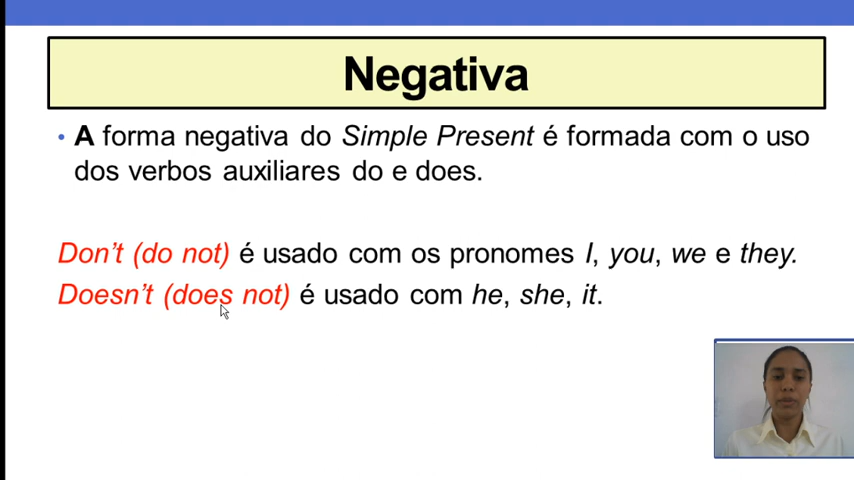 Negativa
• A forma negativa do Simple Present é formada com o uso
dos verbos auxiliares do e does.
Don't (do not) é usado com os pronomes I, you, we e they.
Doesn't (does not) é usado com he, she, it.